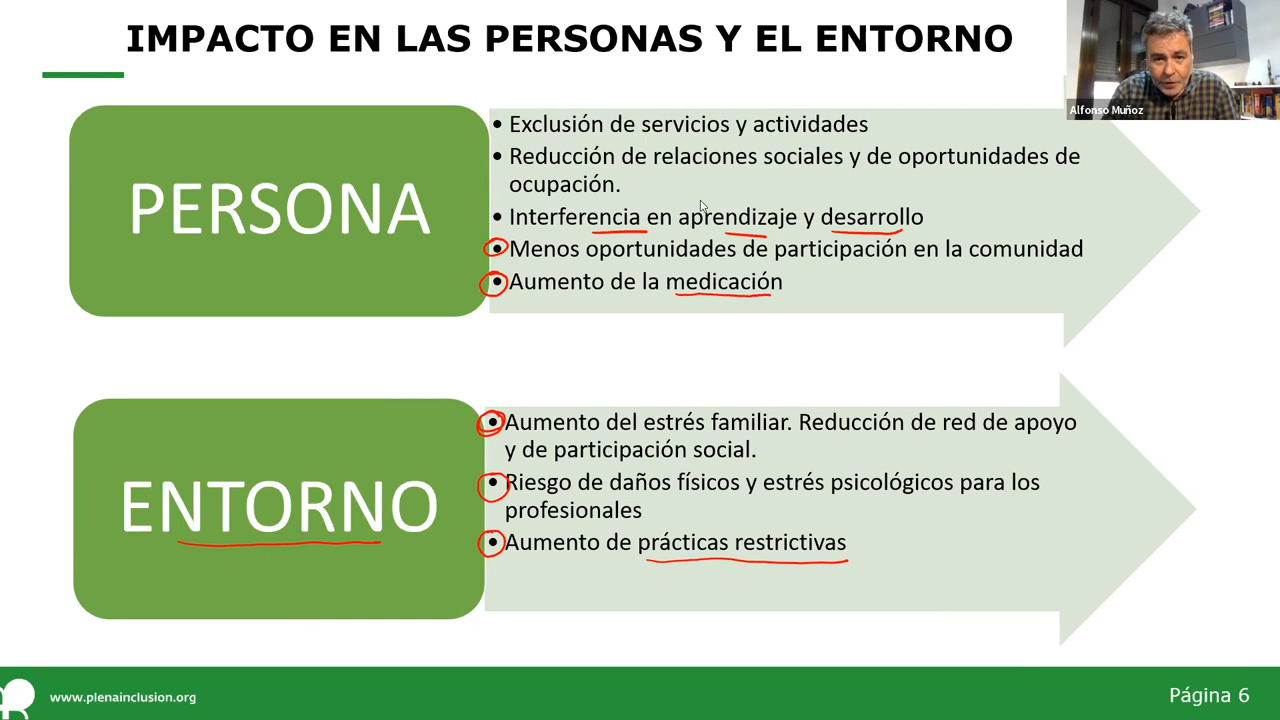 IMPACTO EN LAS PERSONAS Y EL ENTORNO
Alfonso Muñoz
PERSONA
• Exclusión de servicios y actividades
• Reducción de relaciones sociales y de oportunidades de
ocupación.
• Interferencia en aprendizaje y desarrollo
• Menos oportunidades de participación en la comunidad
• Aumento de la medicación
ENTORNO
• Aumento del estrés familiar. Reducción de red de apoyo
y de participación social.
• Riesgo de daños físicos y estrés psicológicos para los
profesionales
• Aumento de prácticas restrictivas
www.plenainclusion.org
Página 6